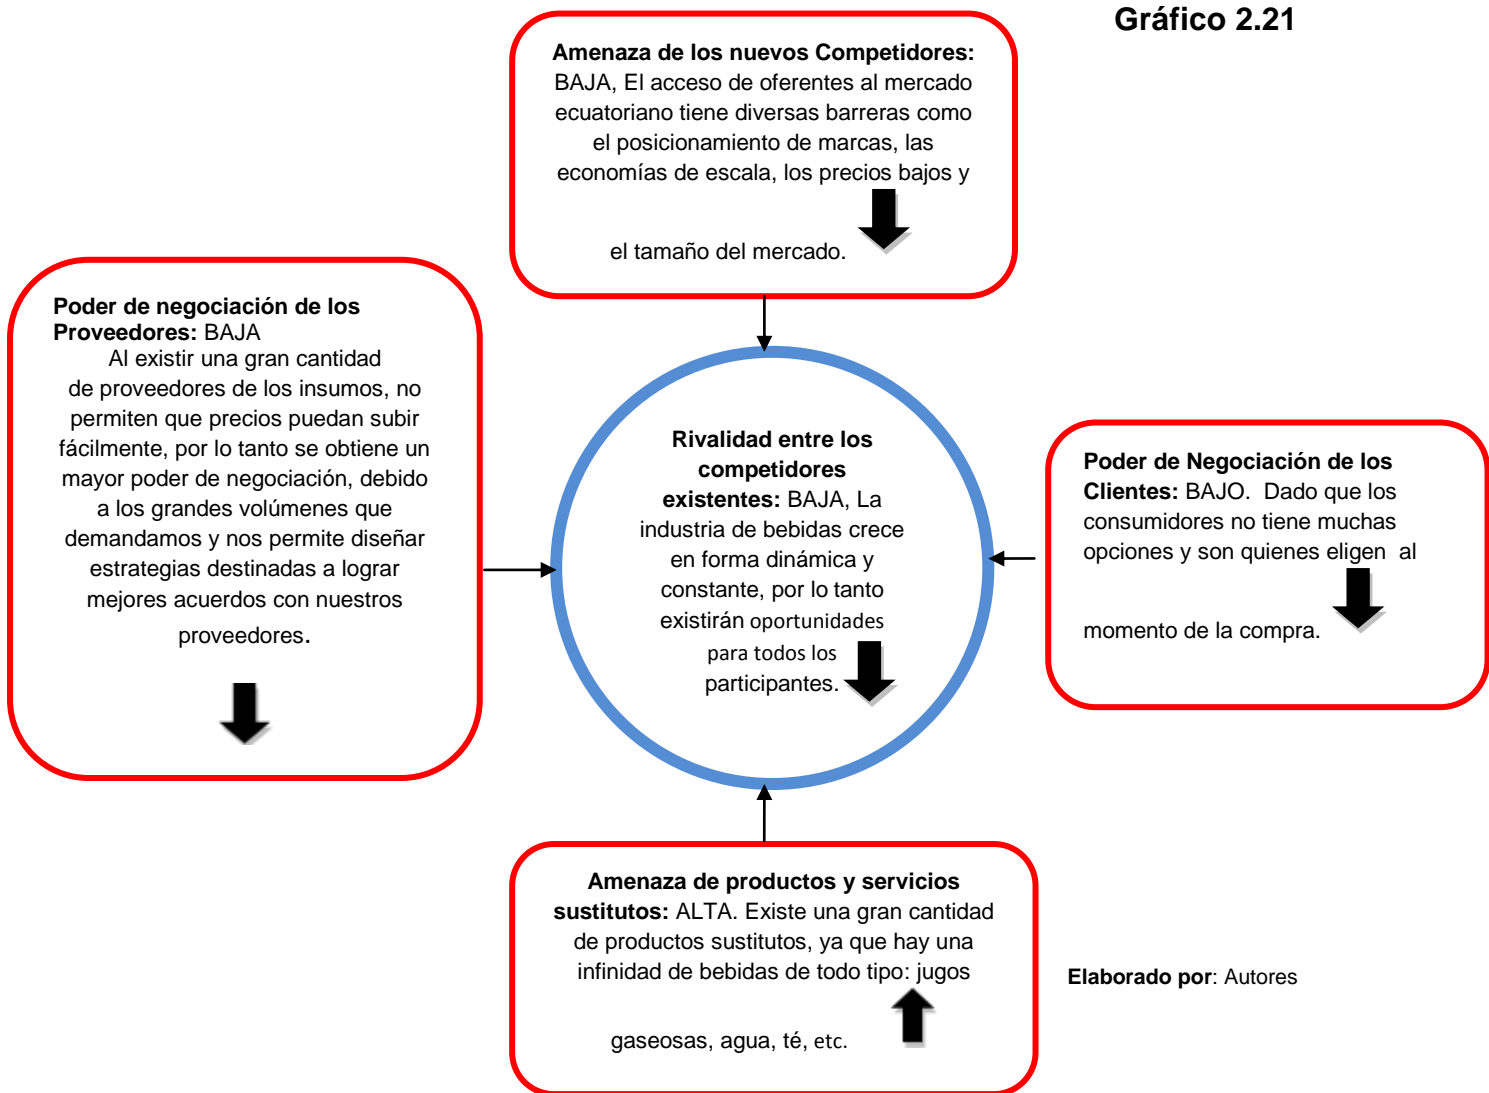 Gráfico 2.21
Amenaza de los nuevos Competidores:
BAJA, El acceso de oferentes al mercado
ecuatoriano tiene diversas barreras como
el posicionamiento de marcas, las
economías de escala, los precios bajos y
el tamaño del mercado.
Poder de negociación de los
Proveedores: BAJA
Al existir una gran cantidad
de proveedores de los insumos, no
permiten que precios puedan subir
fácilmente, por lo tanto se obtiene un
mayor poder de negociación, debido
a los grandes volúmenes que
demandamos y nos permite diseñar
estrategias destinadas a lograr
mejores acuerdos con nuestros
proveedores.
Rivalidad entre los
competidores
existentes: BAJA, La
industria de bebidas crece
en forma dinámica y
constante, por lo tanto
existirán oportunidades
para todos los
participantes.
Poder de Negociación de los
Clientes: BAJO.  Dado que los
consumidores no tiene muchas
opciones y son quienes eligen  al
momento de la compra.
Amenaza de productos y servicios
sustitutos: ALTA. Existe una gran cantidad
de productos sustitutos, ya que hay una
infinidad de bebidas de todo tipo: jugos
gaseosas, agua, té, etc.
Elaborado por: Autores